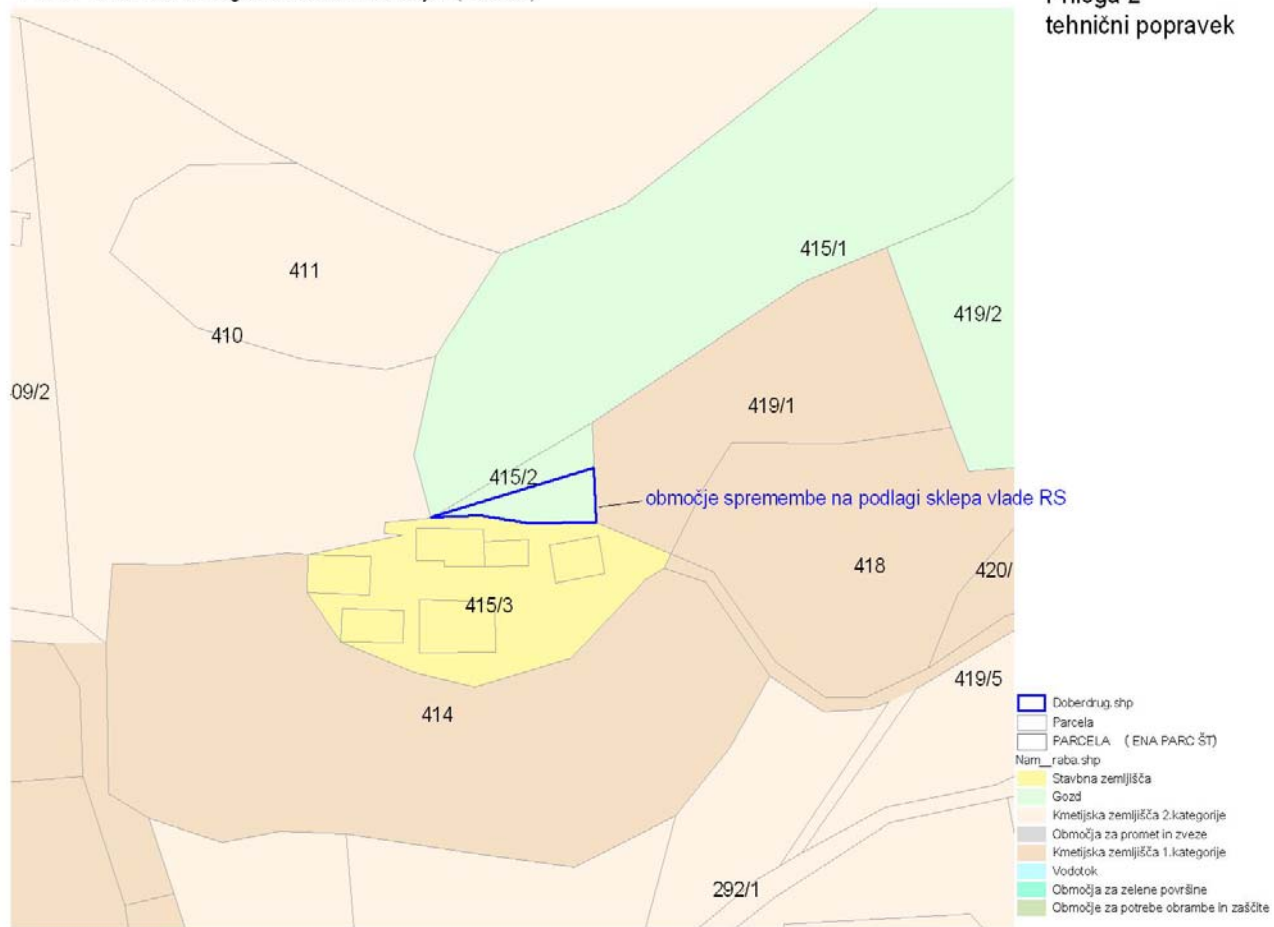 tehnični popravek
415/1
411
419/2
410
09/2
419/1
415/2
območje spremembe na podlagi sklepa vlade RS
418
420/
415/3
419/5
414
292/1
Doberdrug.shp
Parcela
PARCELA ( ENA PARC ŠT)
Nam_raba.shp
Stavbna zemljišča
Gozd
Kmetijska zemljišča 2.kategorije
Območja za promet in zveze
Kmetijska zemljišča 1.kategorije
Vodotok
Območja za zelene površine
Območje za potrebe obrambe in zaščite